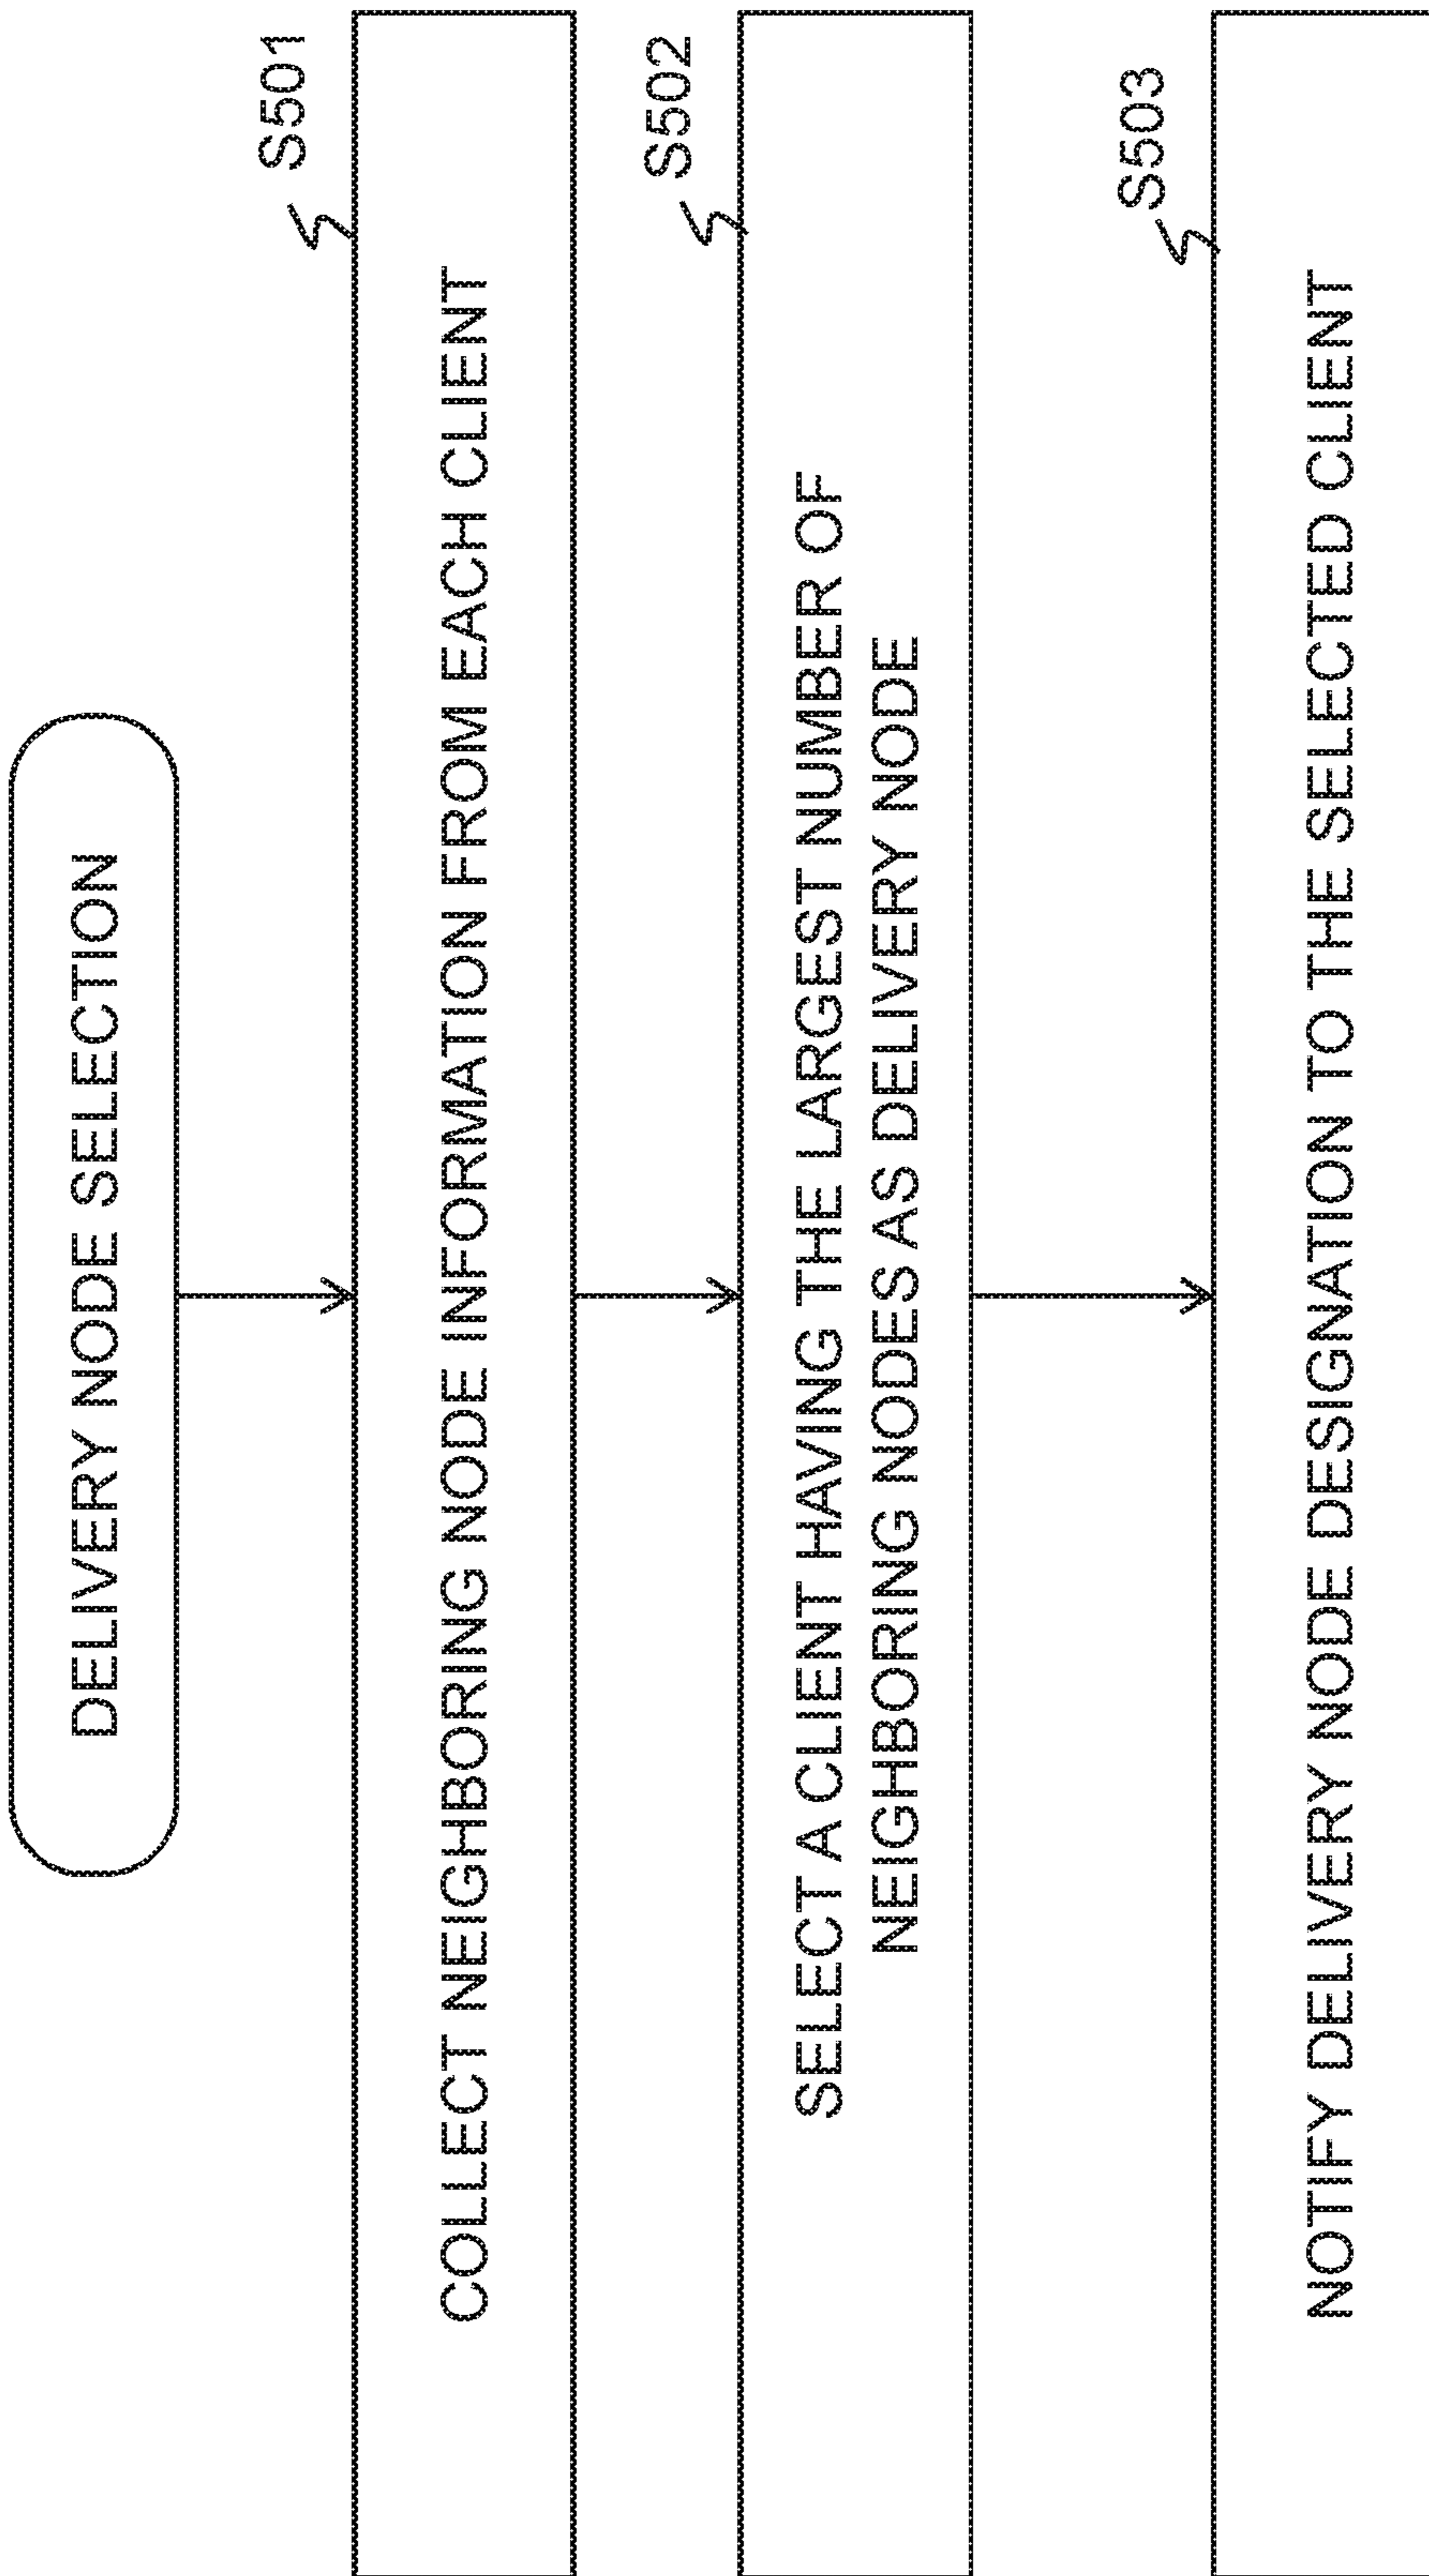 DELIVERY NODE SELECTION
S501
COLLECT NEIGHBORING NODE INFORMATION FROM EACH CLIENT
S502
SELECT A CLIENT HAVING THE LARGEST NUMBER OF
NEIGHBORING NODES AS DELIVERY NODE
S503
NOTIFY DELIVERY NODE DESIGNATION TO THE SELECTED CLIENT